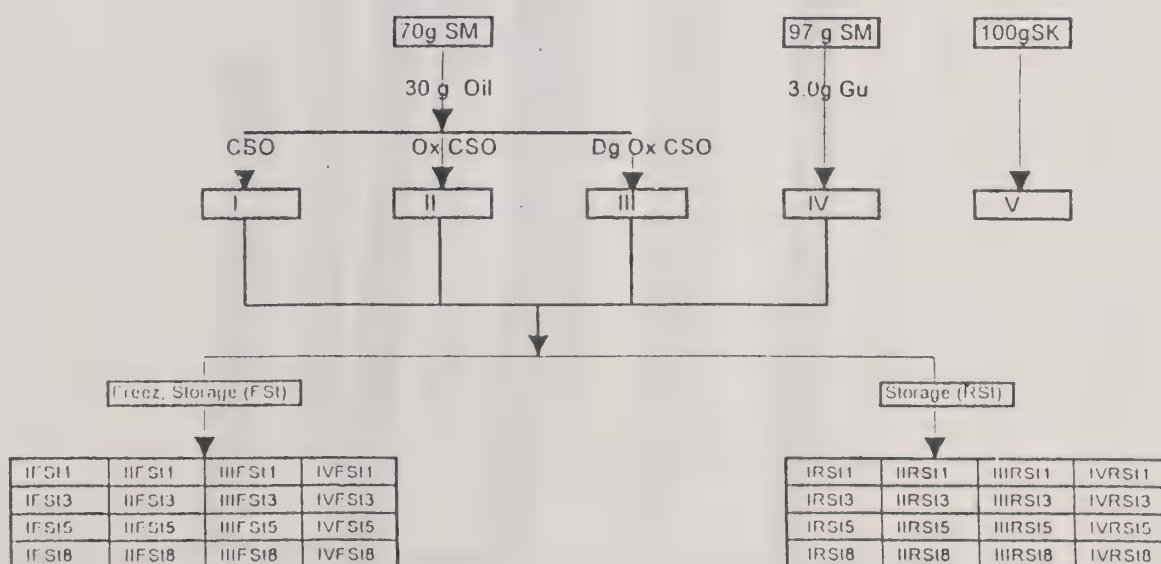 70g SM 97 g SM 100gSK
30 g Oil 3.0g Gu
CSO Ox CSO Dg Ox CSO
I II III IV V
Freez, Storage (FSt) Storage (RSt)
IFSt1 IIFSt1 IIIFSt1 IVFSt1 IRSt1 IIRSt1 IIIRSt1 IVRSt1
IFSt3 IIFSt3 IIIFSt3 IVFSt3 IRSt3 IIRSt3 IIIRSt3 IVRSt3
IFSt5 IIFSt5 IIIFSt5 IVFSt5 IRSt5 IIRSt5 IIIRSt5 IVRSt5
IFSt8 IIFSt8 IIIFSt8 IVFSt8 IRSt8 IIRSt8 IIIRSt8 IVRSt8